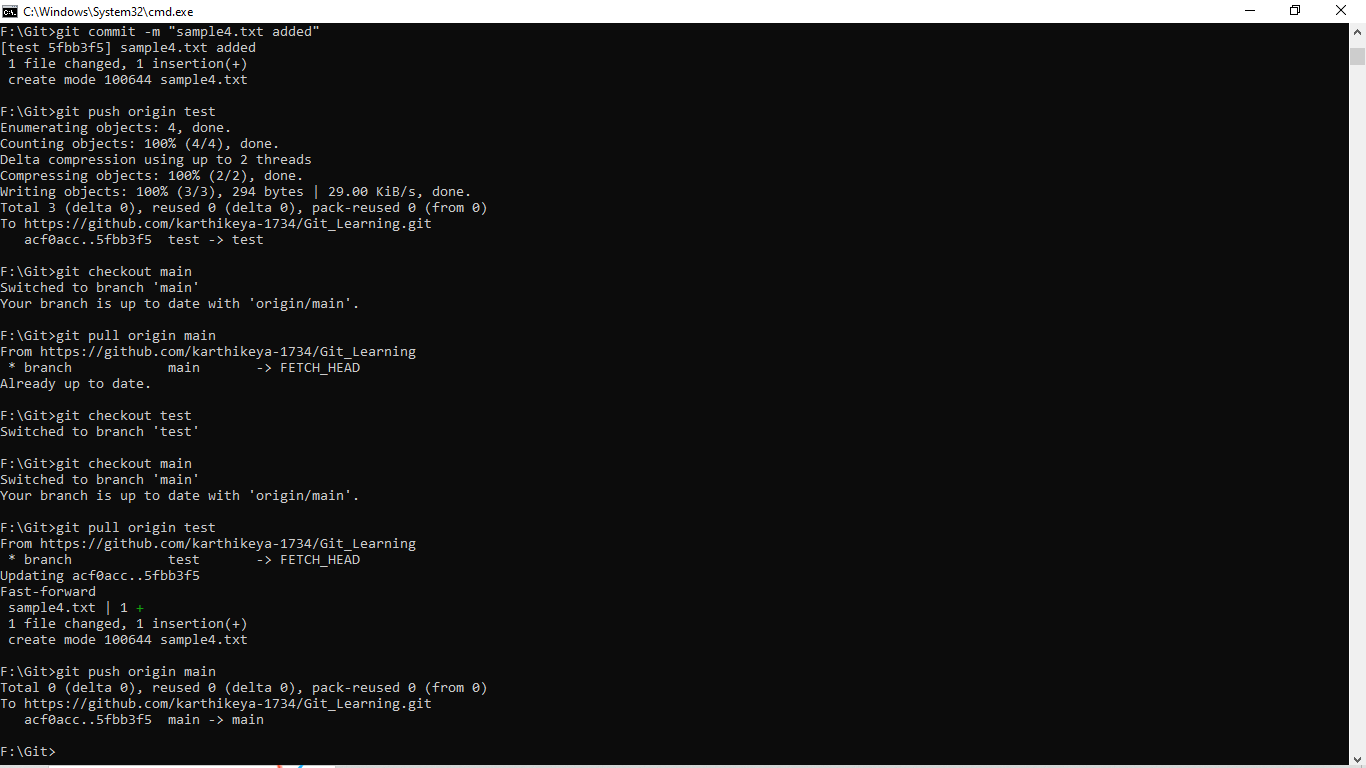 C:\Windows\System32\cmd.exe
F:\Git>git commit -m "sample4.txt added"
[test 5fbb3f5] sample4.txt added
 1 file changed, 1 insertion(+)
 create mode 100644 sample4.txt

F:\Git>git push origin test
Enumerating objects: 4, done.
Counting objects: 100% (4/4), done.
Delta compression using up to 2 threads
Compressing objects: 100% (2/2), done.
Writing objects: 100% (3/3), 294 bytes | 29.00 KiB/s, done.
Total 3 (delta 0), reused 0 (delta 0), pack-reused 0 (from 0)
To https://github.com/karthikeya-1734/Git_Learning.git
   acf0acc..5fbb3f5  test -> test

F:\Git>git checkout main
Switched to branch 'main'
Your branch is up to date with 'origin/main'.

F:\Git>git pull origin main
From https://github.com/karthikeya-1734/Git_Learning
 * branch            main       -> FETCH_HEAD
Already up to date.

F:\Git>git checkout test
Switched to branch 'test'

F:\Git>git checkout main
Switched to branch 'main'
Your branch is up to date with 'origin/main'.

F:\Git>git pull origin test
From https://github.com/karthikeya-1734/Git_Learning
 * branch            test       -> FETCH_HEAD
Updating acf0acc..5fbb3f5
Fast-forward
 sample4.txt | 1 +
 1 file changed, 1 insertion(+)
 create mode 100644 sample4.txt

F:\Git>git push origin main
Total 0 (delta 0), reused 0 (delta 0), pack-reused 0 (from 0)
To https://github.com/karthikeya-1734/Git_Learning.git
   acf0acc..5fbb3f5  main -> main

F:\Git>